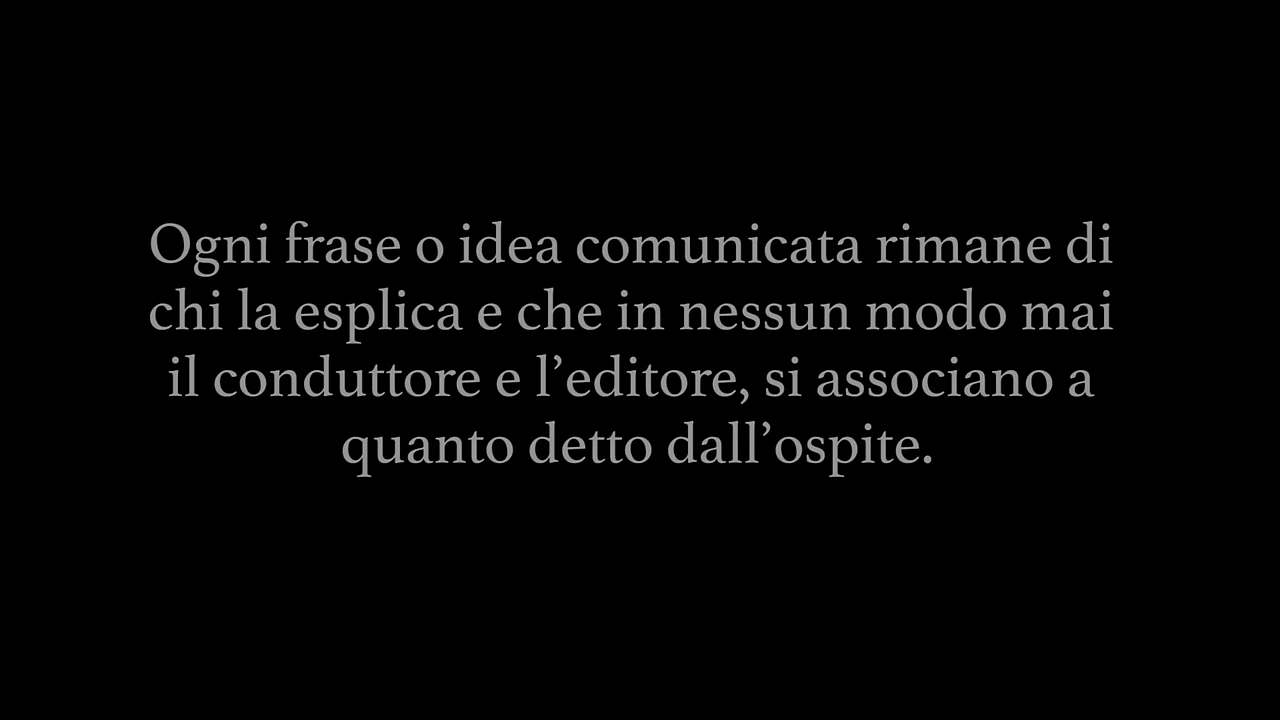 Ogni frase o idea comunicata rimane di
chi la esplica e che in nessun modo mai
il conduttore e l’editore, si associano a
quanto detto dall’ospite.